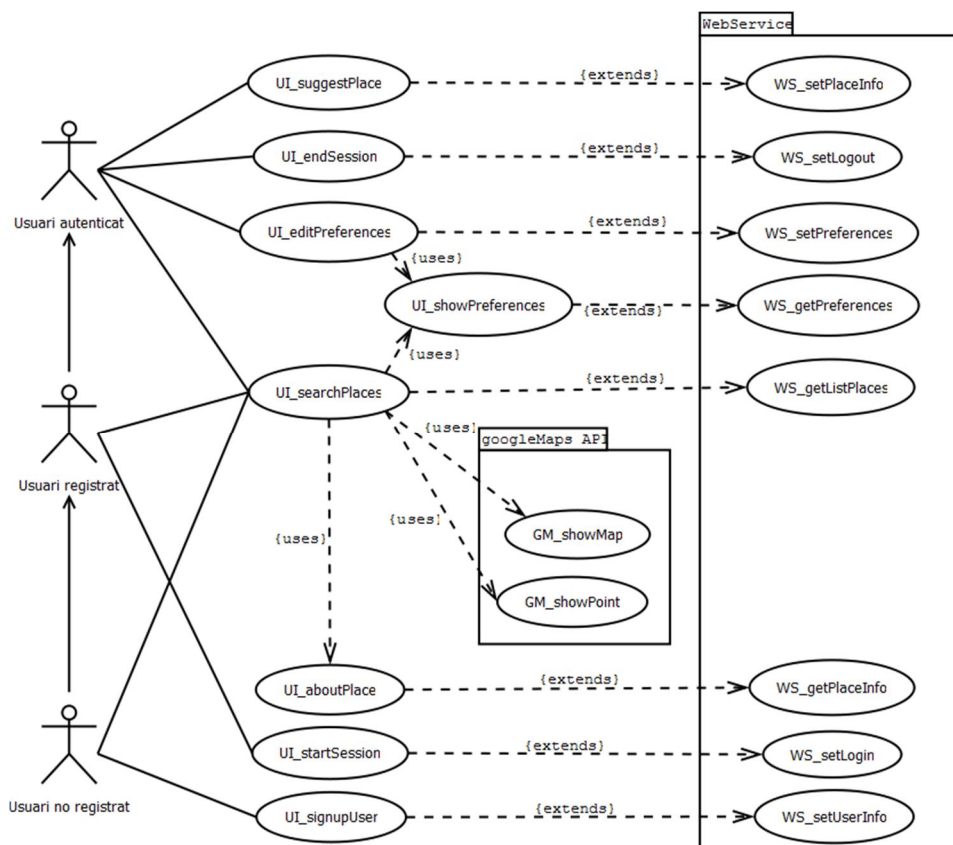 WebService
UI_suggestPlace
{extends}
WS_setPlaceInfo
UI_endSession
{extends}
WS_setLogout
Usuari autenticat
UI_editPreferences
{extends}
WS_setPreferences
{uses}
UI_showPreferences
{extends}
WS_getPreferences
{uses}
UI_searchPlaces
{extends}
WS_getListPlaces
{uses}
googleMaps API
Usuari registrat
{uses}
{uses}
GM_showMap
GM_showPoint
UI_aboutPlace
{extends}
WS_getPlaceInfo
UI_startSession
{extends}
WS_setLogin
Usuari no registrat
UI_signupUser
{extends}
WS_setUserInfo